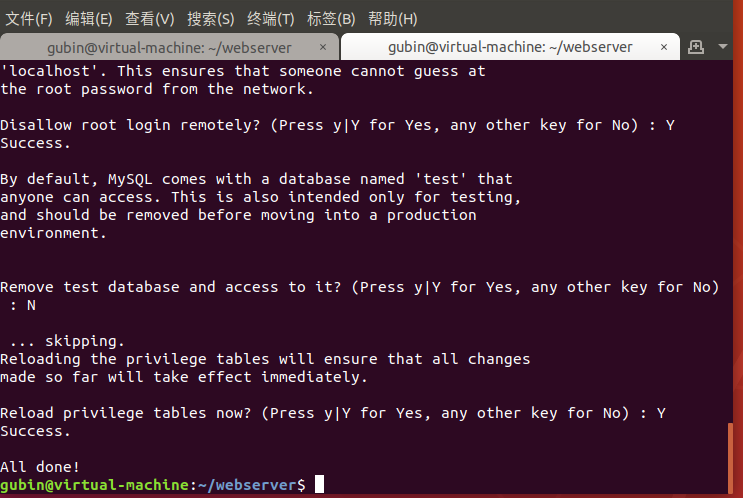 文件(F) 编辑(E) 查看(V) 搜索(S) 终端(T) 标签(B) 帮助(H)
gubin@virtual-machine: ~/webserver × gubin@virtual-machine: ~/webserver ×
'localhost'. This ensures that someone cannot guess at
the root password from the network.
Disallow root login remotely? (Press y|Y for Yes, any other key for No) : Y
Success.
By default, MySQL comes with a database named 'test' that
anyone can access. This is also intended only for testing,
and should be removed before moving into a production
environment.
Remove test database and access to it? (Press y|Y for Yes, any other key for No)
 : N
 ... skipping.
Reloading the privilege tables will ensure that all changes
made so far will take effect immediately.
Reload privilege tables now? (Press y|Y for Yes, any other key for No) : Y
Success.
All done!
gubin@virtual-machine:~/webserver$